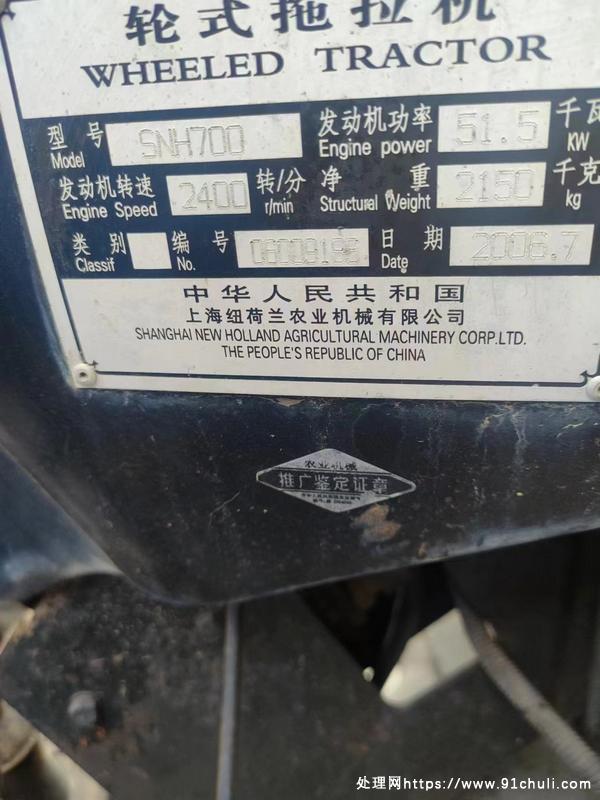 轮式拖拉机
WHEELED TRACTOR
型号 SNH700 发动机功率 51.5 千瓦
Model Engine power KW
发动机转速 2400 转/分 净重 2150 千克
Engine Speed r/min Structural Weight kg
类别 编号 日期 2006.7
Classif No. Date
中华人民共和国
上海纽荷兰农业机械有限公司
SHANGHAI NEW HOLLAND AGRICULTURAL MACHINERY CORP.LTD.
THE PEOPLE'S REPUBLIC OF CHINA
农业机械
推广鉴定证章
处理网https://www.91chuli.com